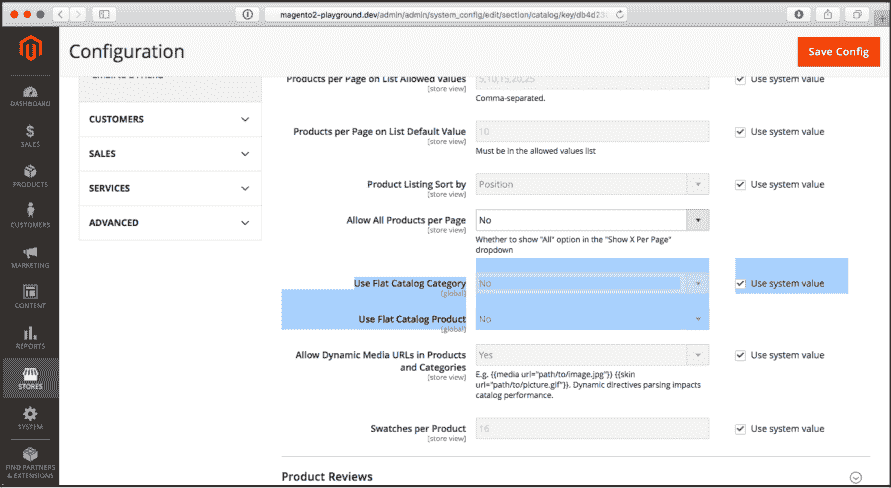 magento2-playground.dev/admin/admin/system_config/edit/section/catalog/key/db4d23
Configuration
Save Config
DASHBOARD
SALES
PRODUCTS
CUSTOMERS
MARKETING
CONTENT
REPORTS
STORES
SYSTEM
FIND PARTNERS
& EXTENSIONS
CUSTOMERS
SALES
SERVICES
ADVANCED
Products per Page on List Allowed Values 5,10,15,20,25 Use system value
[store view]
Comma-separated.
Products per Page on List Default Value 10 Use system value
[store view]
Must be in the allowed values list
Product Listing Sort by Position Use system value
[store view]
Allow All Products per Page No
[store view]
Whether to show "All" option in the "Show X Per Page"
dropdown
Use Flat Catalog Category No Use system value
[global]
Use Flat Catalog Product No
[global]
Allow Dynamic Media URLs in Products Yes Use system value
and Categories
[store view]
E.g. {{media url="path/to/image.jpg"}} {{skin
url="path/to/picture.gif"}}. Dynamic directives parsing impacts
catalog performance.
Swatches per Product 16 Use system value
[store view]
Product Reviews